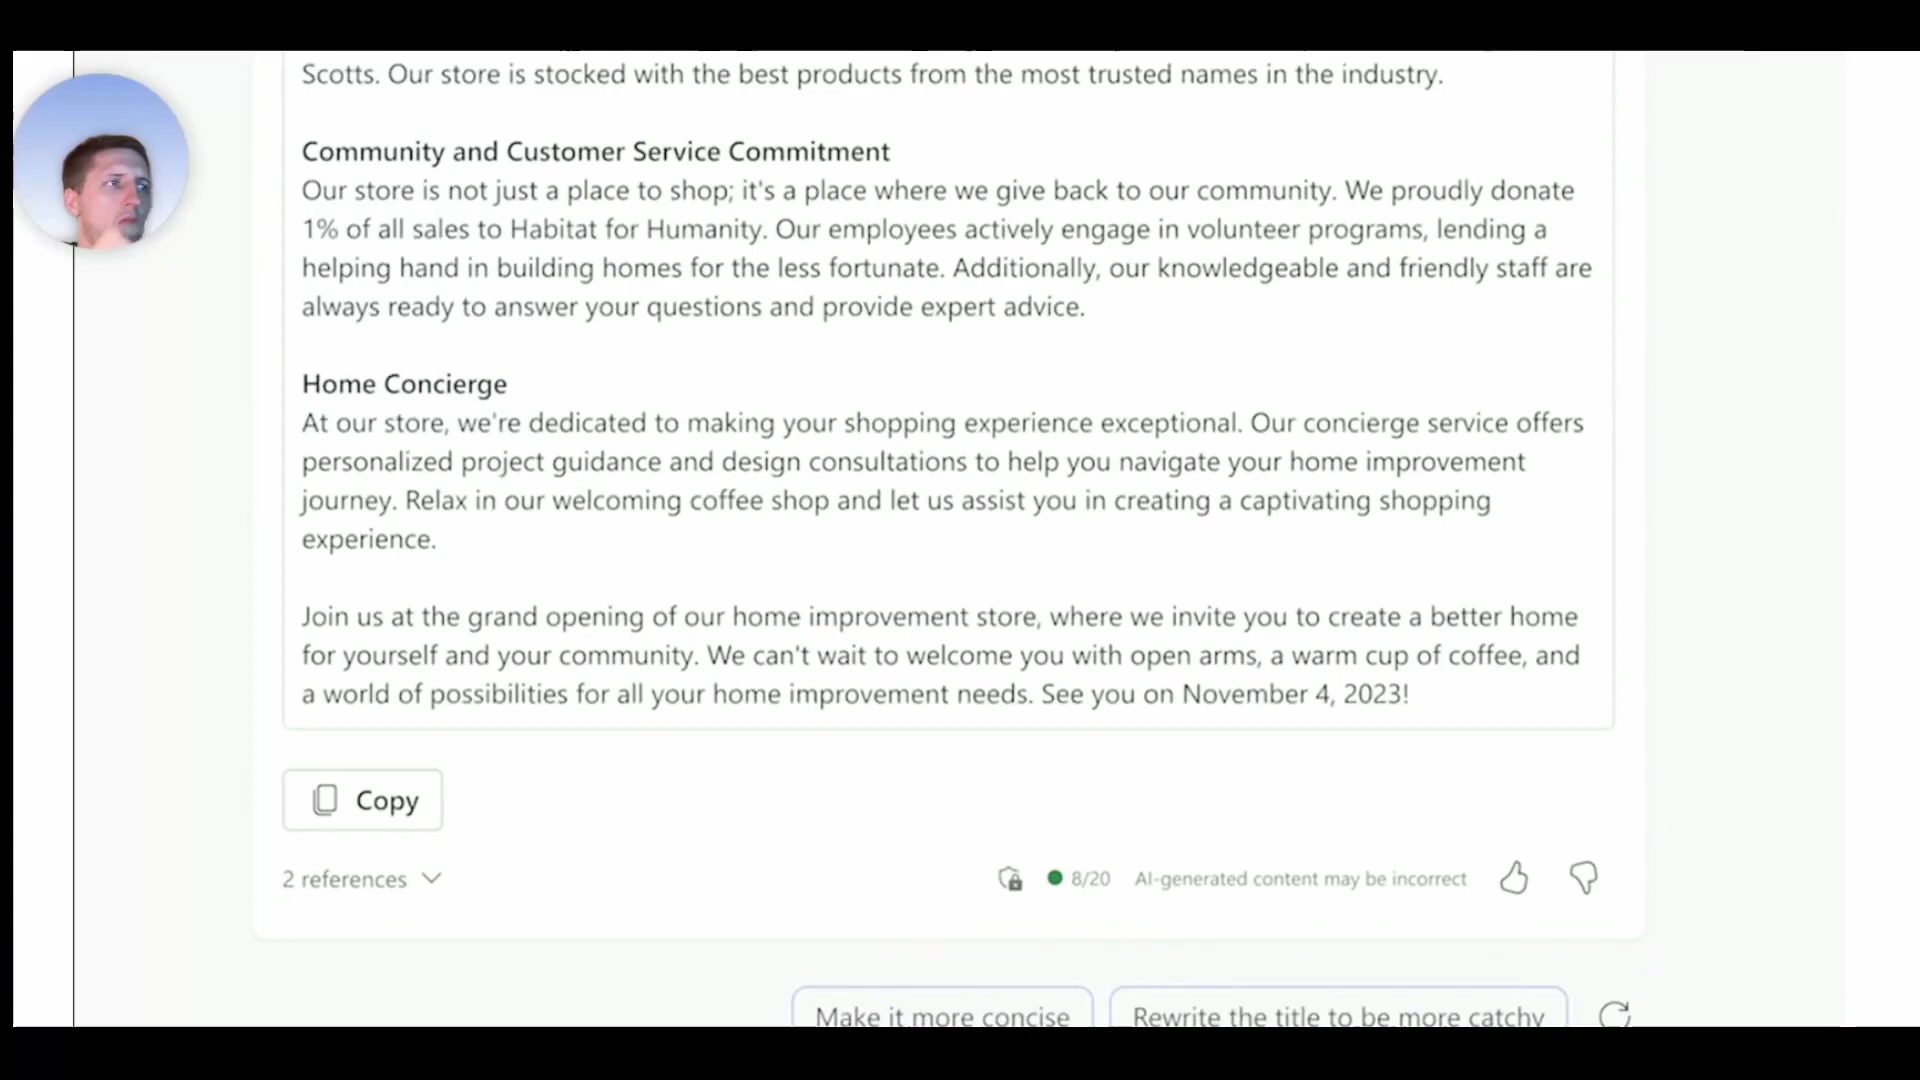 Scotts. Our store is stocked with the best products from the most trusted names in the industry.
Community and Customer Service Commitment
Our store is not just a place to shop; it's a place where we give back to our community. We proudly donate
1% of all sales to Habitat for Humanity. Our employees actively engage in volunteer programs, lending a
helping hand in building homes for the less fortunate. Additionally, our knowledgeable and friendly staff are
always ready to answer your questions and provide expert advice.
Home Concierge
At our store, we're dedicated to making your shopping experience exceptional. Our concierge service offers
personalized project guidance and design consultations to help you navigate your home improvement
journey. Relax in our welcoming coffee shop and let us assist you in creating a captivating shopping
experience.
Join us at the grand opening of our home improvement store, where we invite you to create a better home
for yourself and your community. We can't wait to welcome you with open arms, a warm cup of coffee, and
a world of possibilities for all your home improvement needs. See you on November 4, 2023!
Copy
2 references
8/20
AI-generated content may be incorrect
Make it more concise
Rewrite the title to be more catchy